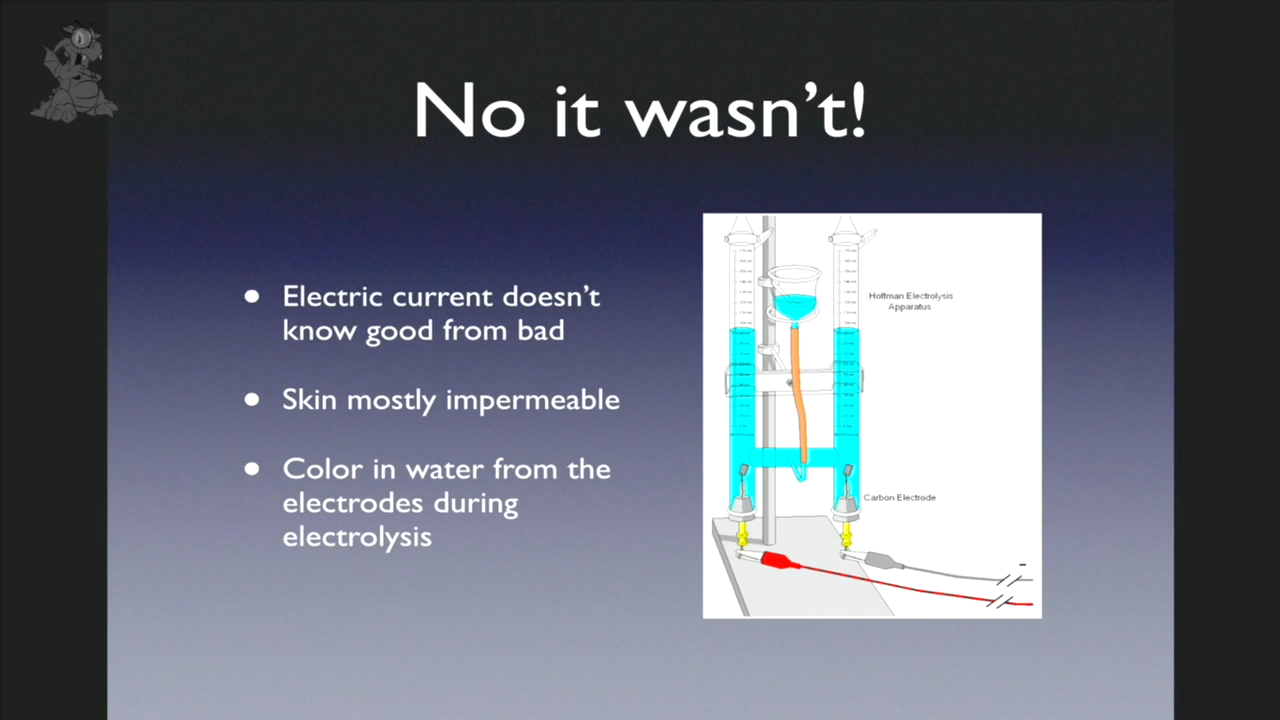 No it wasn't!
Electric current doesn't
know good from bad
Skin mostly impermeable
Color in water from the
electrodes during
electrolysis
Hoffman Electrolysis
Apparatus
Carbon Electrode
-